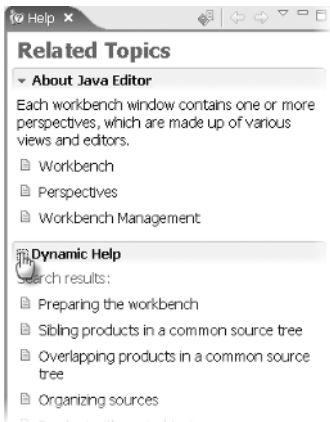 Help
Related Topics
About Java Editor
Each workbench window contains one or more
perspectives, which are made up of various
views and editors.
Workbench
Perspectives
Workbench Management
Dynamic Help
Search results:
Preparing the workbench
Sibling products in a common source tree
Overlapping products in a common source
tree
Organizing sources